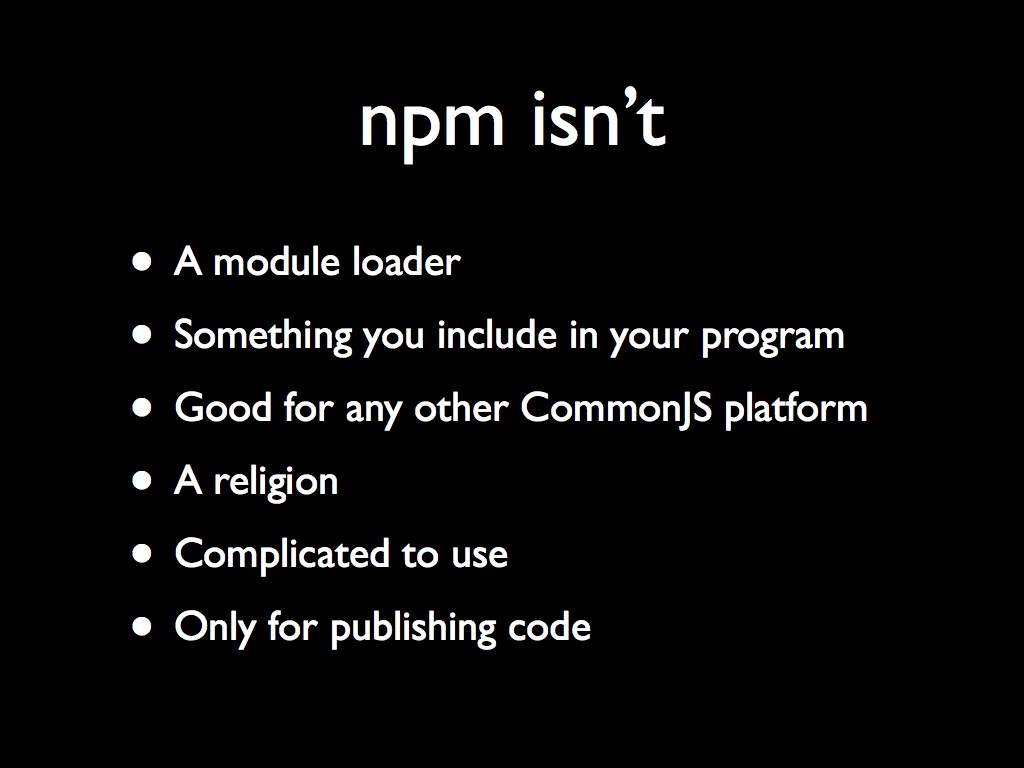 npm isn’t
• A module loader
• Something you include in your program
• Good for any other CommonJS platform
• A religion
• Complicated to use
• Only for publishing code